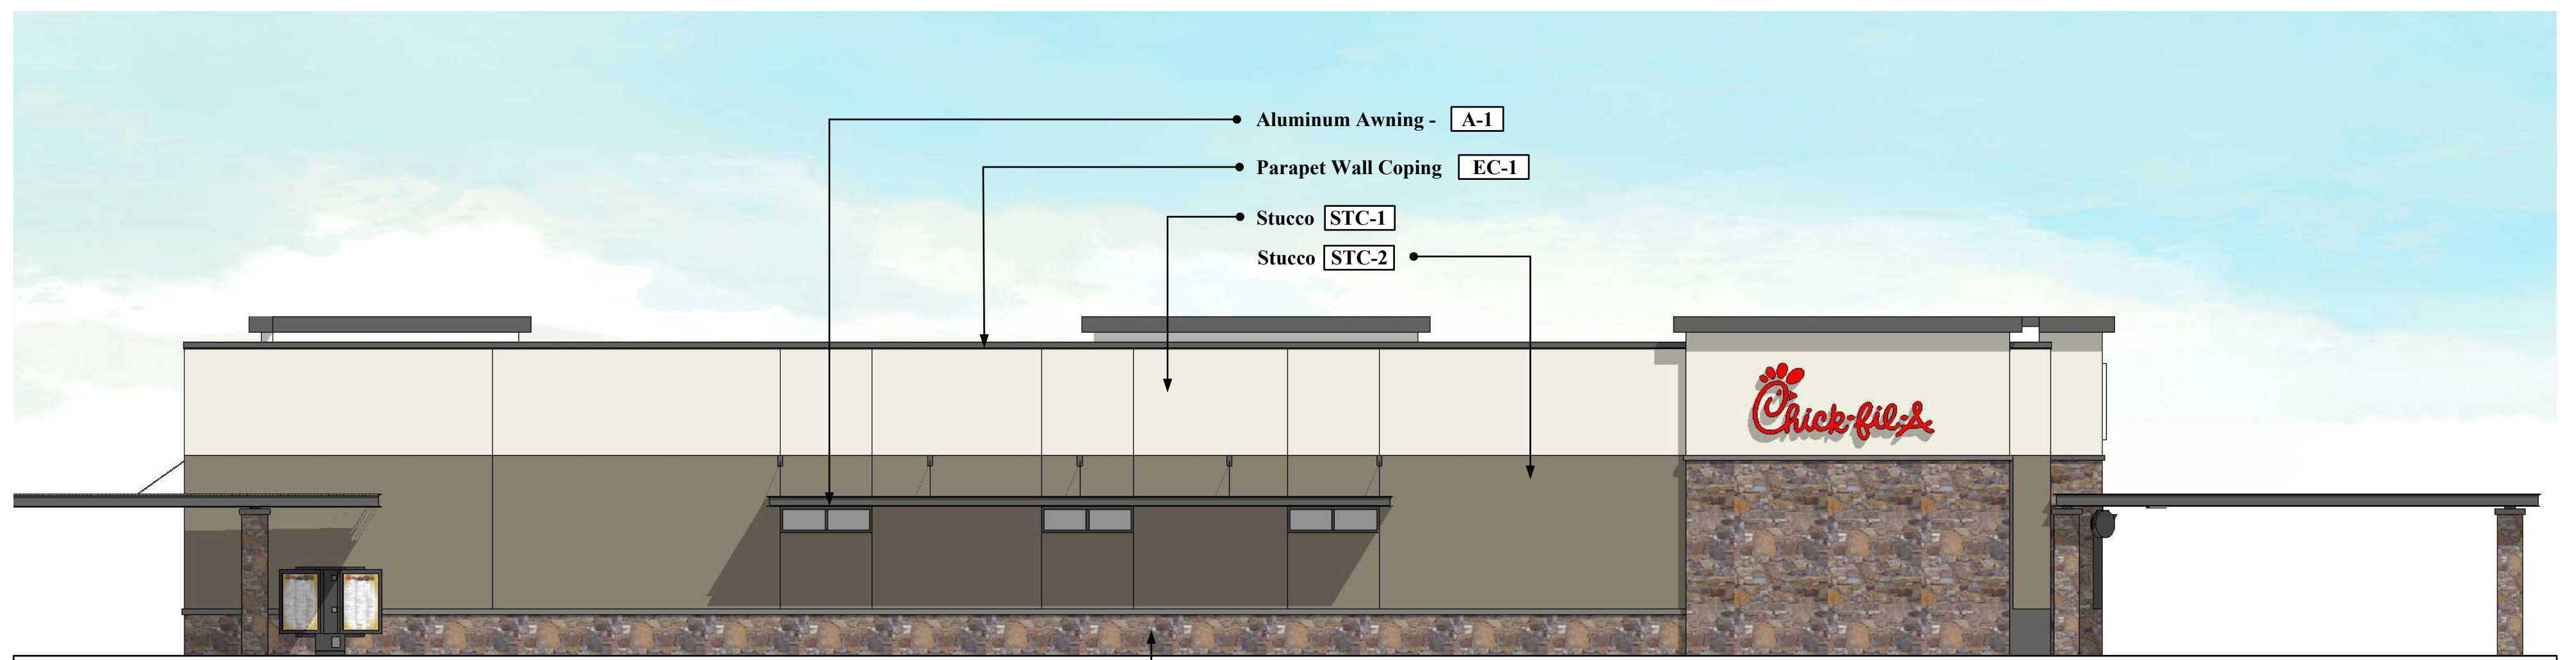 Aluminum Awning - A-1
Parapet Wall Coping EC-1
Stucco STC-1
Stucco STC-2
Chick-fil-A